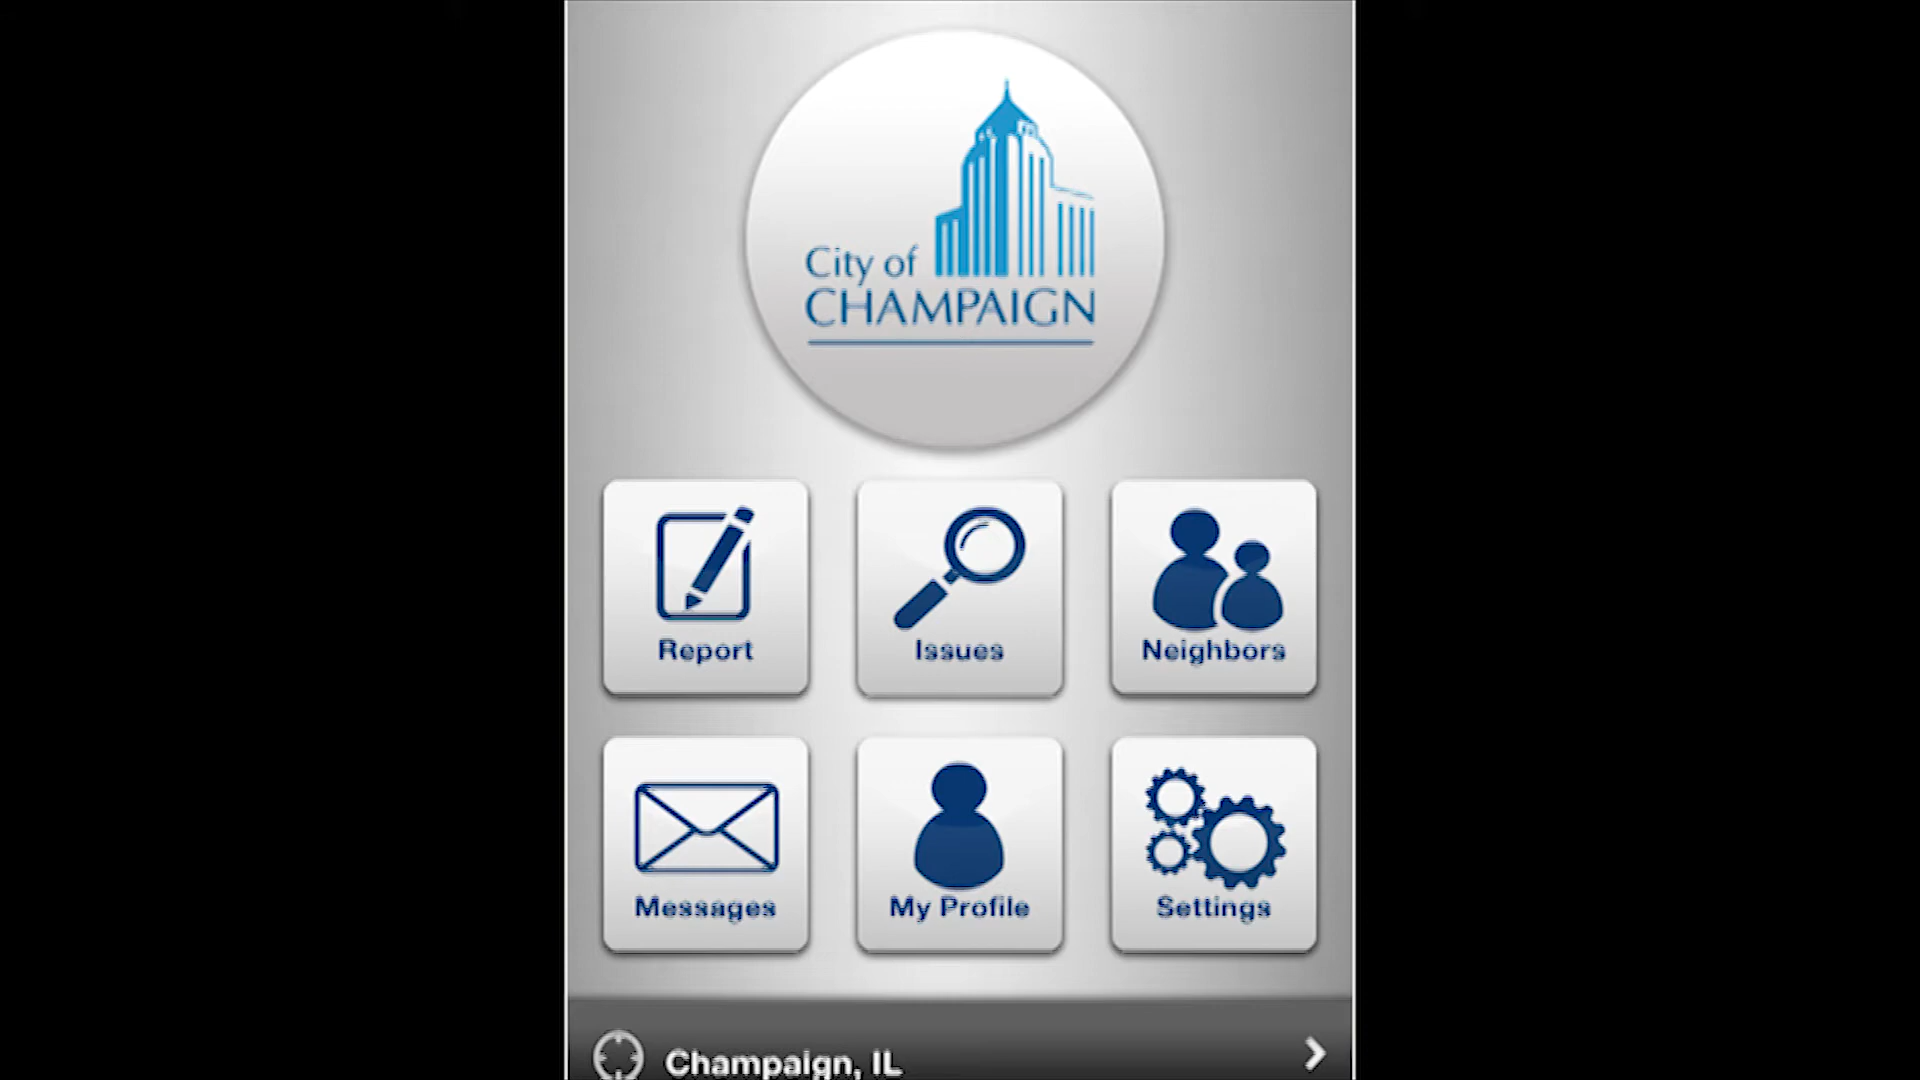 City of
CHAMPAIGN
Report
Issues
Neighbors
Messages
My Profile
Settings
Champaign, IL